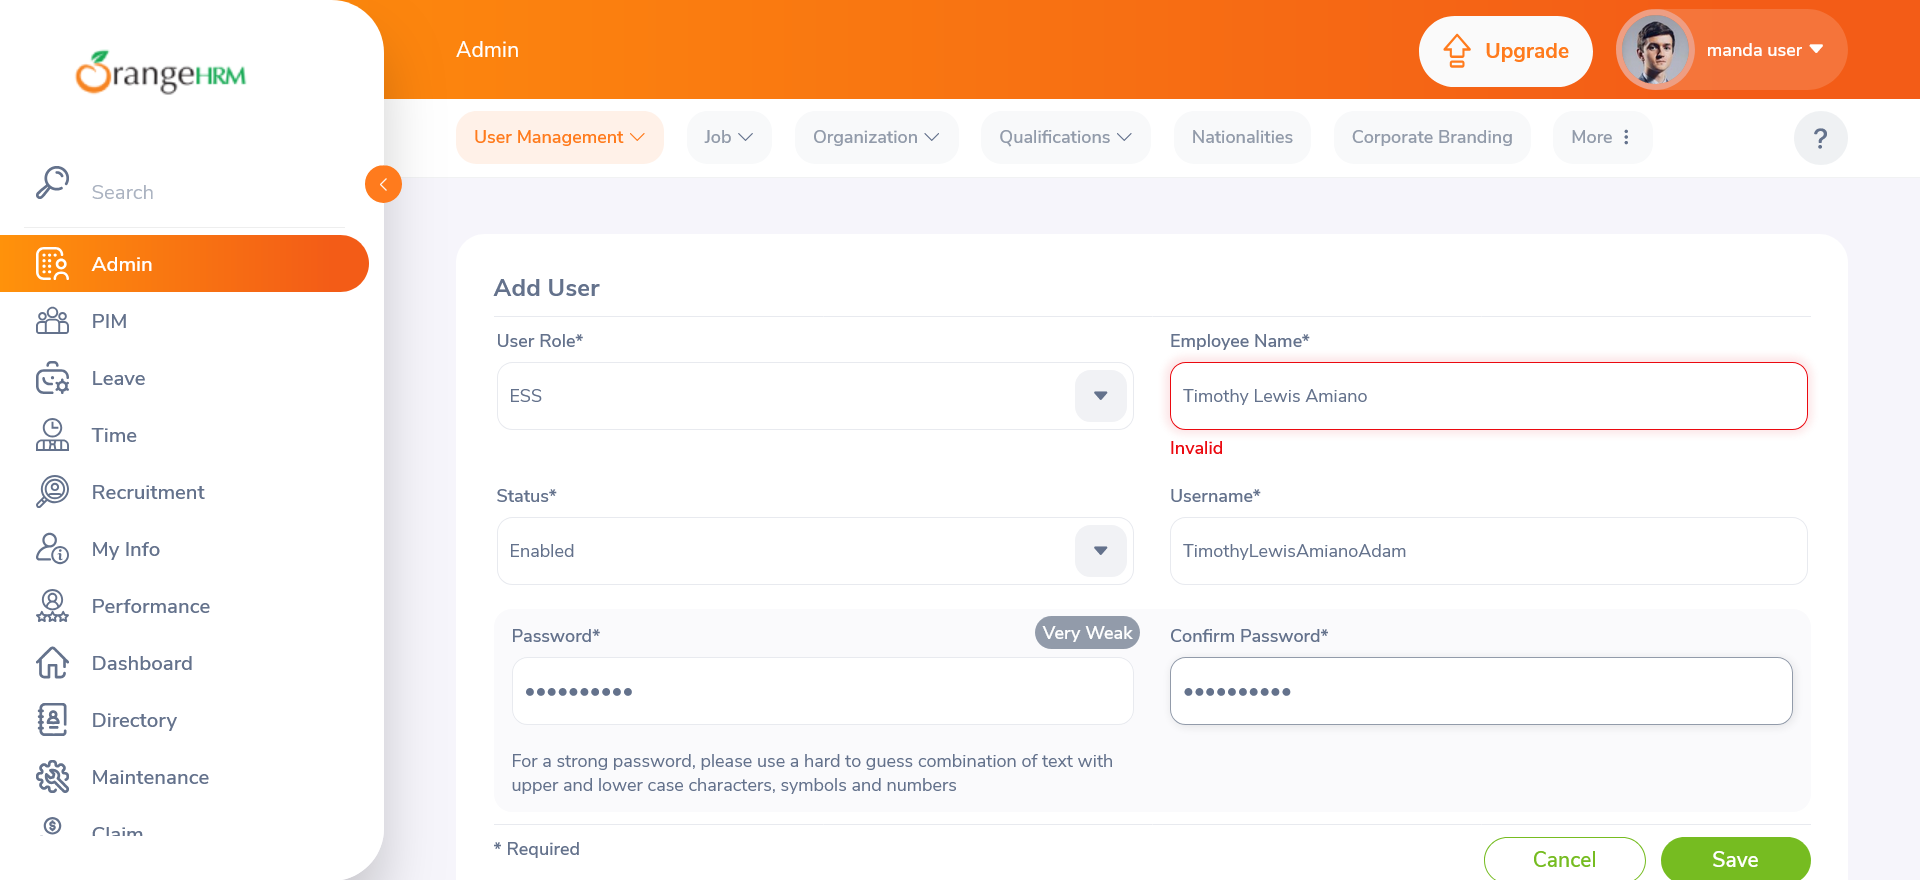 OrangeHRM
Admin
Upgrade
manda user
User Management
Job
Organization
Qualifications
Nationalities
Corporate Branding
More
?
Search
Admin
PIM
Leave
Time
Recruitment
My Info
Performance
Dashboard
Directory
Maintenance
Claim
Add User
User Role*
Employee Name*
ESS
Timothy Lewis Amiano
Invalid
Status*
Username*
Enabled
TimothyLewisAmianoAdam
Password*
Very Weak
Confirm Password*
For a strong password, please use a hard to guess combination of text with
upper and lower case characters, symbols and numbers
* Required
Cancel
Save